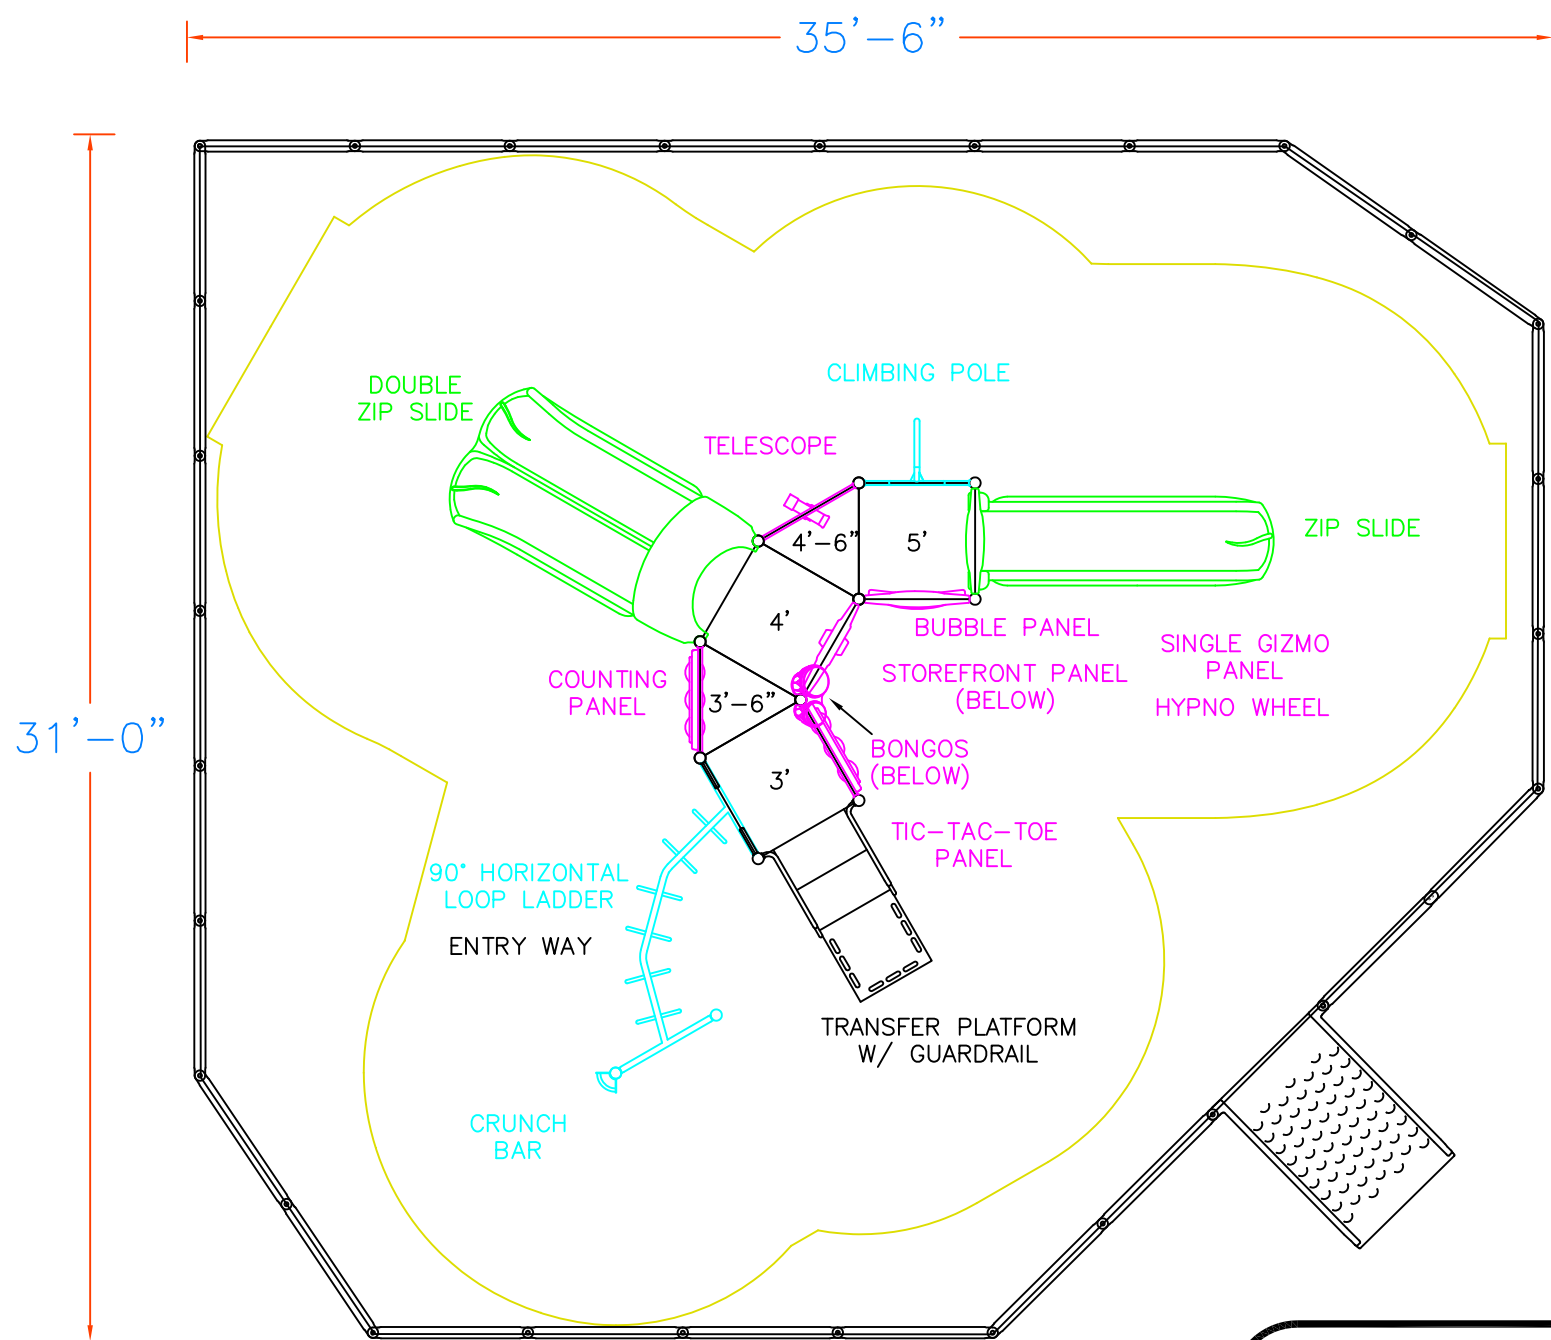 35'-6"
DOUBLE
ZIP SLIDE
CLIMBING POLE
TELESCOPE
4'-6"
5'
ZIP SLIDE
4'
BUBBLE PANEL
SINGLE GIZMO
PANEL
HYPNO WHEEL
STOREFRONT PANEL
(BELOW)
COUNTING
PANEL
3'-6"
31'-0"
BONGOS
(BELOW)
3'
TIC-TAC-TOE
PANEL
90° HORIZONTAL
LOOP LADDER
ENTRY WAY
TRANSFER PLATFORM
W/ GUARDRAIL
CRUNCH
BAR